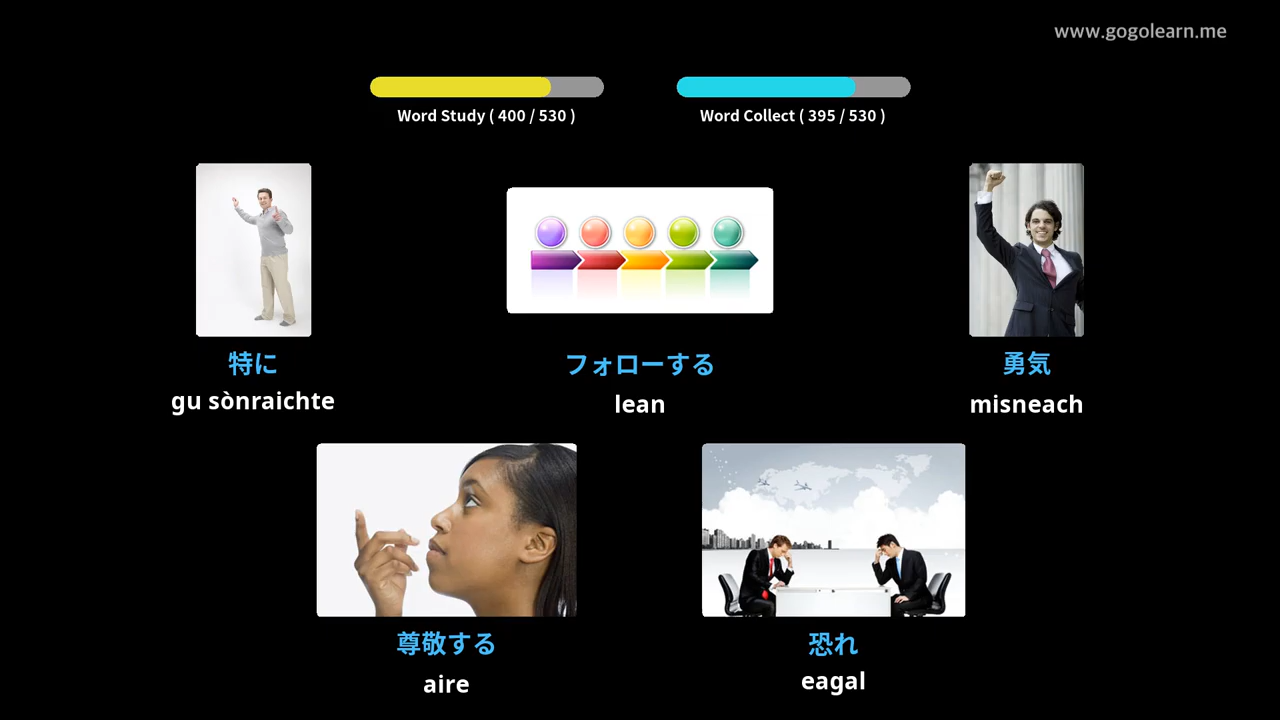 www.gogolearn.me
Word Study ( 400 / 530 )
Word Collect ( 395 / 530 )
特に
gu sònraichte
フォローする
lean
勇気
misneach
尊敬する
aire
恐れ
eagal